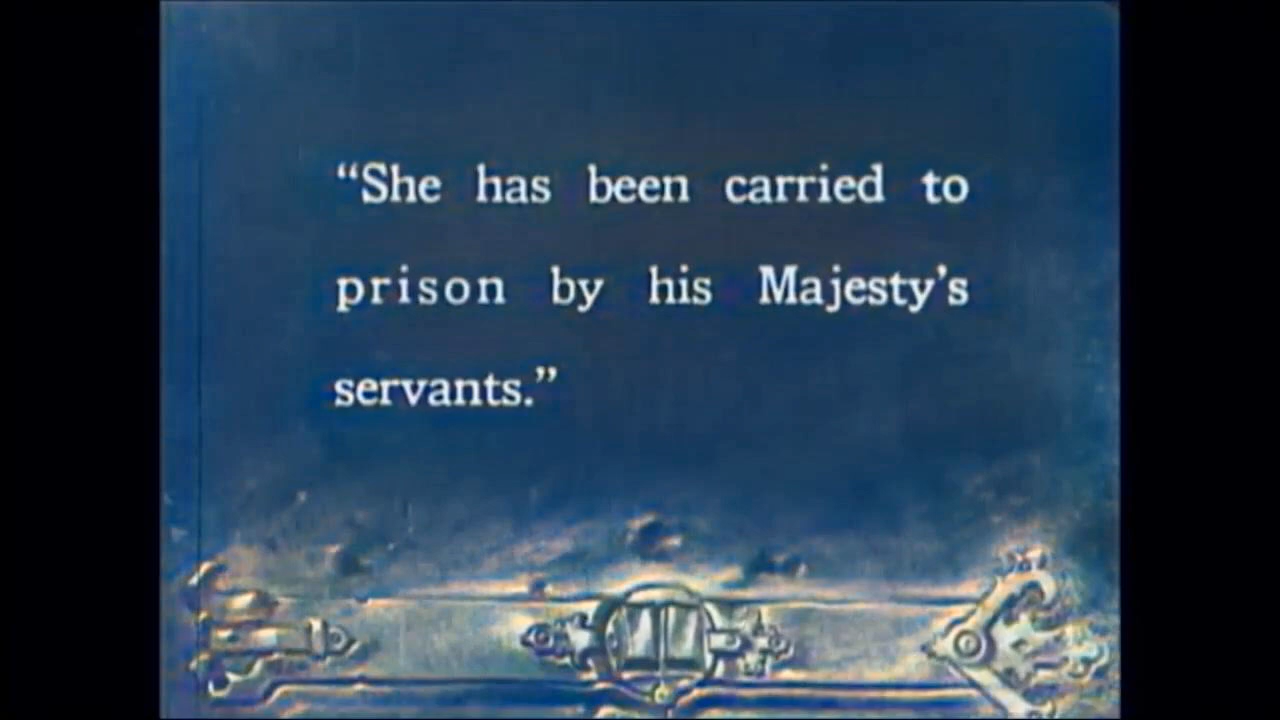 “She has been carried to
prison by his Majesty’s
servants.”